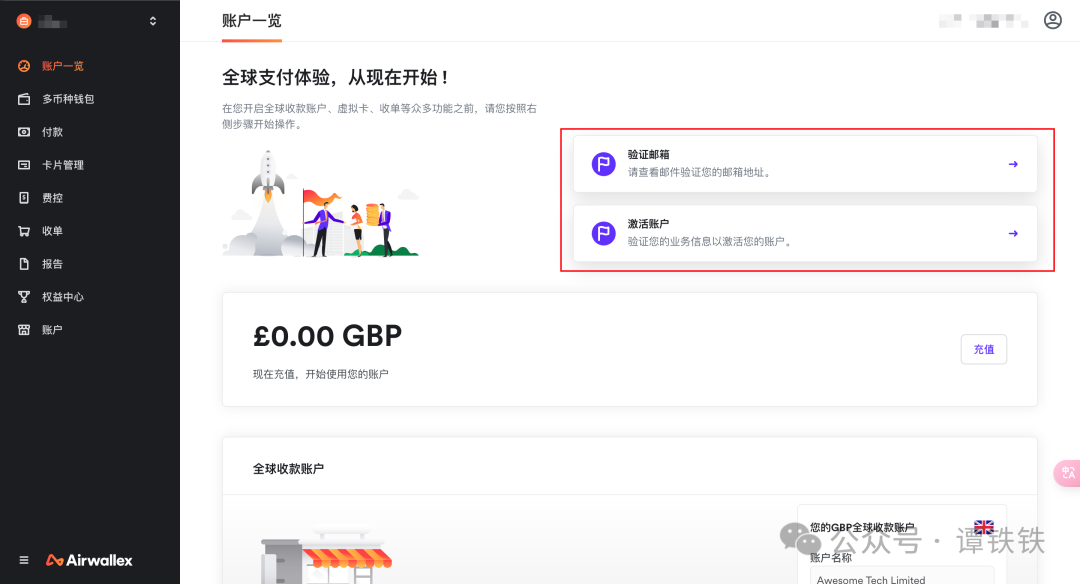 账户一览
多币种钱包
付款
卡片管理
费控
收单
报告
权益中心
账户
Airwallex
账户一览
全球支付体验，从现在开始！
在您开启全球收款账户、虚拟卡、收单等众多功能之前，请您按照右
侧步骤开始操作。
验证邮箱
请查看邮件验证您的邮箱地址。
激活账户
验证您的业务信息以激活您的账户。
£0.00 GBP
现在充值，开始使用您的账户
充值
全球收款账户
您的GBP全球收款账户
账户名称
Awesome Tech Limited
公众号 · 谭铁铁
中A